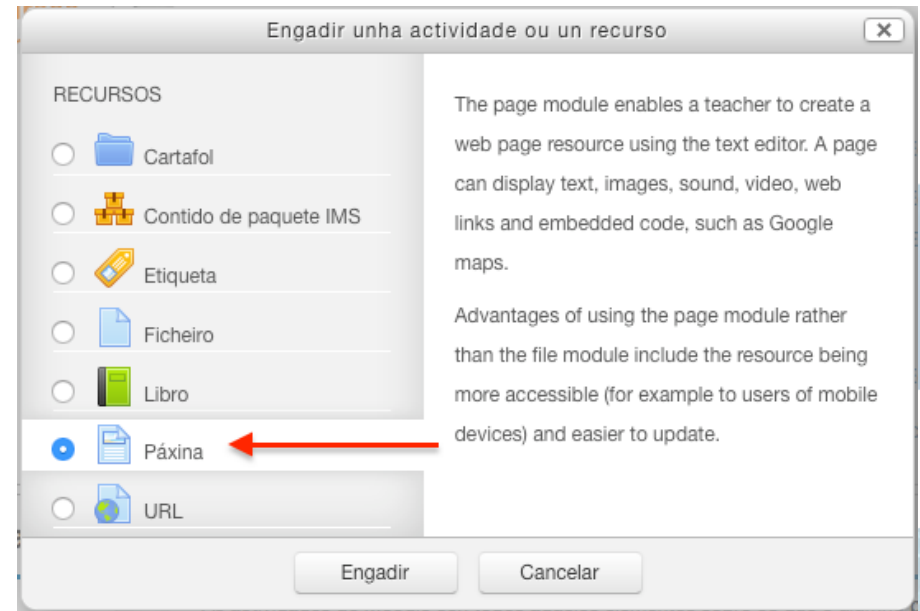 Engadir unha actividade ou un recurso
RECURSOS
Cartafol
Contido de paquete IMS
Etiqueta
Ficheiro
Libro
Páxina
URL
The page module enables a teacher to create a
web page resource using the text editor. A page
can display text, images, sound, video, web
links and embedded code, such as Google
maps.
Advantages of using the page module rather
than the file module include the resource being
more accessible (for example to users of mobile
devices) and easier to update.
Engadir
Cancelar